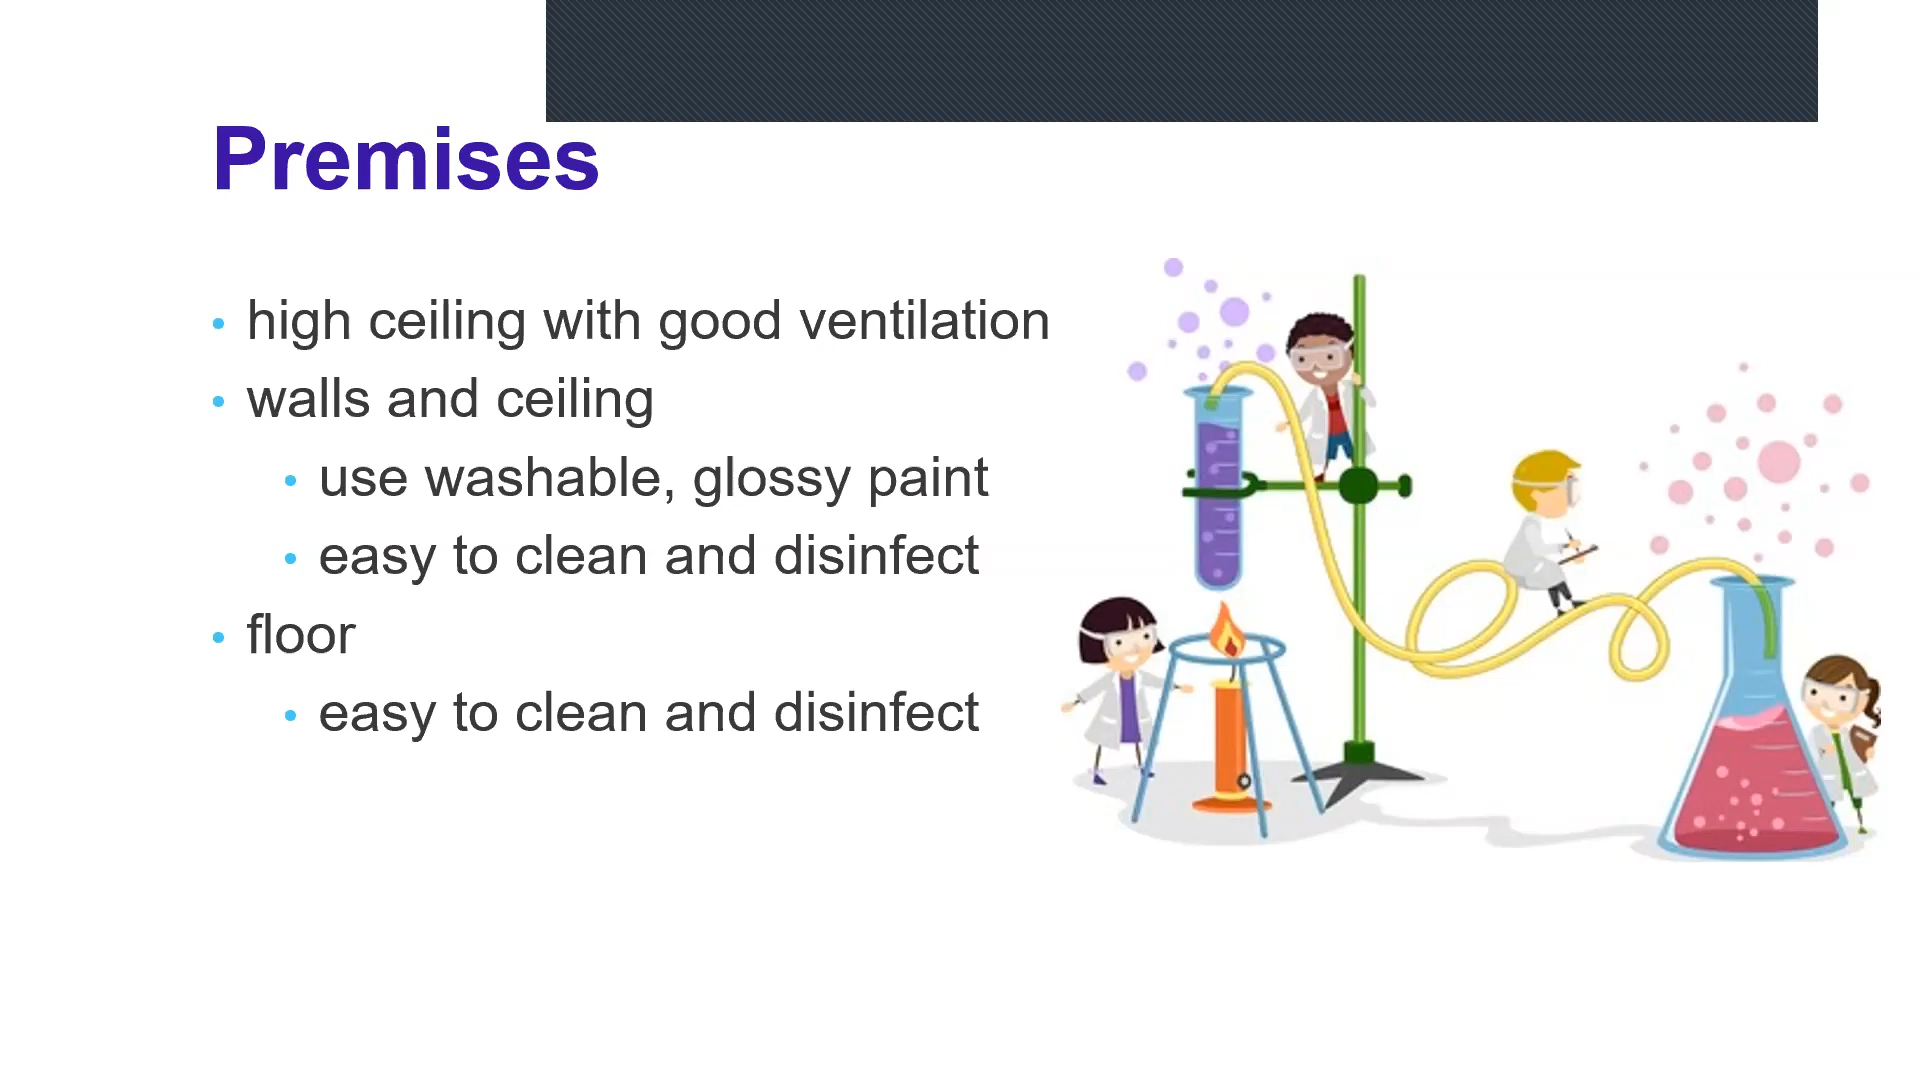 Premises
• high ceiling with good ventilation
• walls and ceiling
• use washable, glossy paint
• easy to clean and disinfect
• floor
• easy to clean and disinfect